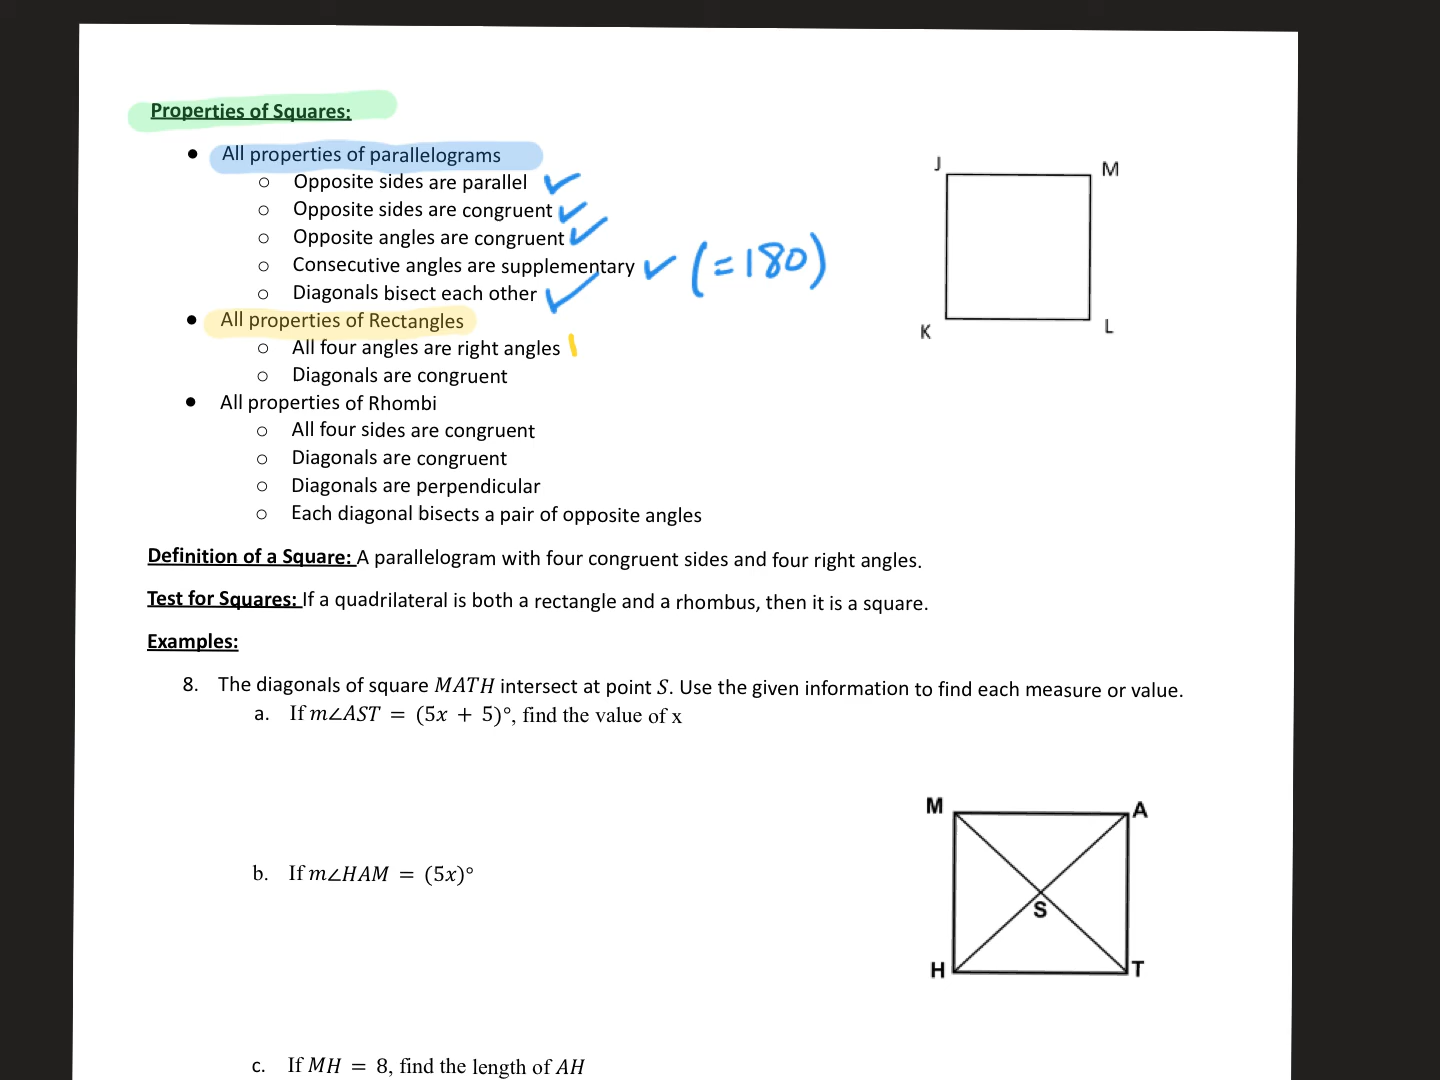 Properties of Squares:
● All properties of parallelograms
○ Opposite sides are parallel ✓
○ Opposite sides are congruent ✓
○ Opposite angles are congruent ✓
○ Consecutive angles are supplementary ✓ (=180)
○ Diagonals bisect each other ✓
● All properties of Rectangles
○ All four angles are right angles
○ Diagonals are congruent
● All properties of Rhombi
○ All four sides are congruent
○ Diagonals are congruent
○ Diagonals are perpendicular
○ Each diagonal bisects a pair of opposite angles
J
M
K
L
Definition of a Square: A parallelogram with four congruent sides and four right angles.
Test for Squares: If a quadrilateral is both a rectangle and a rhombus, then it is a square.
Examples:
8. The diagonals of square MATH intersect at point S. Use the given information to find each measure or value.
a. If m∠AST = (5x + 5)°, find the value of x
b. If m∠HAM = (5x)°
M
A
S
H
T
c. If MH = 8, find the length of AH